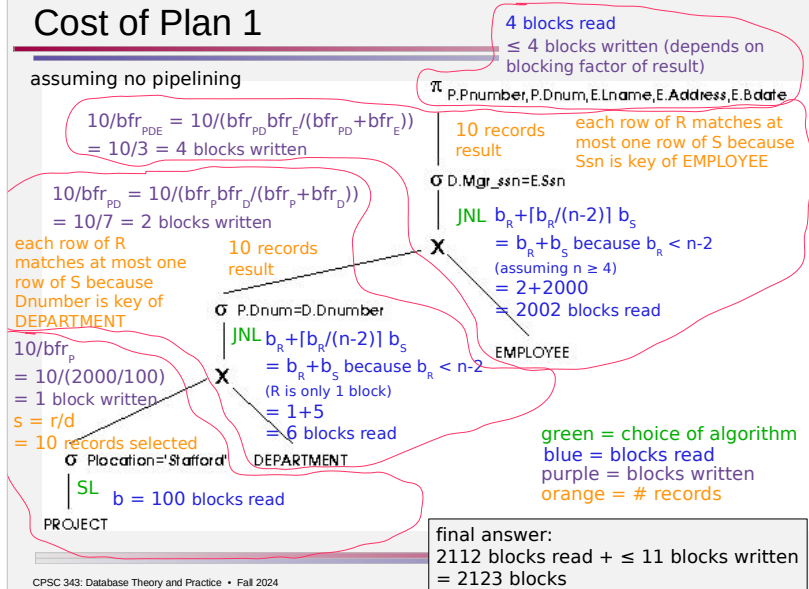 Cost of Plan 1
assuming no pipelining
4 blocks read
≤ 4 blocks written (depends on
blocking factor of result)
π P.Pnumber,P.Dnum,E.Lname,E.Address,E.Bdate
10/bfr_PDE = 10/(bfr_PDbfr_E/(bfr_PD+bfr_E))
= 10/3 = 4 blocks written
10 records
result
each row of R matches at
most one row of S because
Ssn is key of EMPLOYEE
σ D.Mgr_ssn=E.Ssn
JNL b_R+⌈b_R/(n-2)⌉ b_S
= b_R+b_S because b_R < n-2
(assuming n ≥ 4)
= 2+2000
= 2002 blocks read
X
EMPLOYEE
10/bfr_PD = 10/(bfr_Pbfr_D/(bfr_P+bfr_D))
= 10/7 = 2 blocks written
each row of R
matches at most one
row of S because
Dnumber is key of
DEPARTMENT
10 records
result
σ P.Dnum=D.Dnumber
JNL b_R+⌈b_R/(n-2)⌉ b_S
= b_R+b_S because b_R < n-2
(R is only 1 block)
= 1+5
= 6 blocks read
X
DEPARTMENT
10/bfr_P
= 10/(2000/100)
= 1 block written
s = r/d
= 10 records selected
σ Plocation='Stafford'
SL b = 100 blocks read
PROJECT
green = choice of algorithm
blue = blocks read
purple = blocks written
orange = # records
final answer:
2112 blocks read + ≤ 11 blocks written
= 2123 blocks
CPSC 343: Database Theory and Practice • Fall 2024